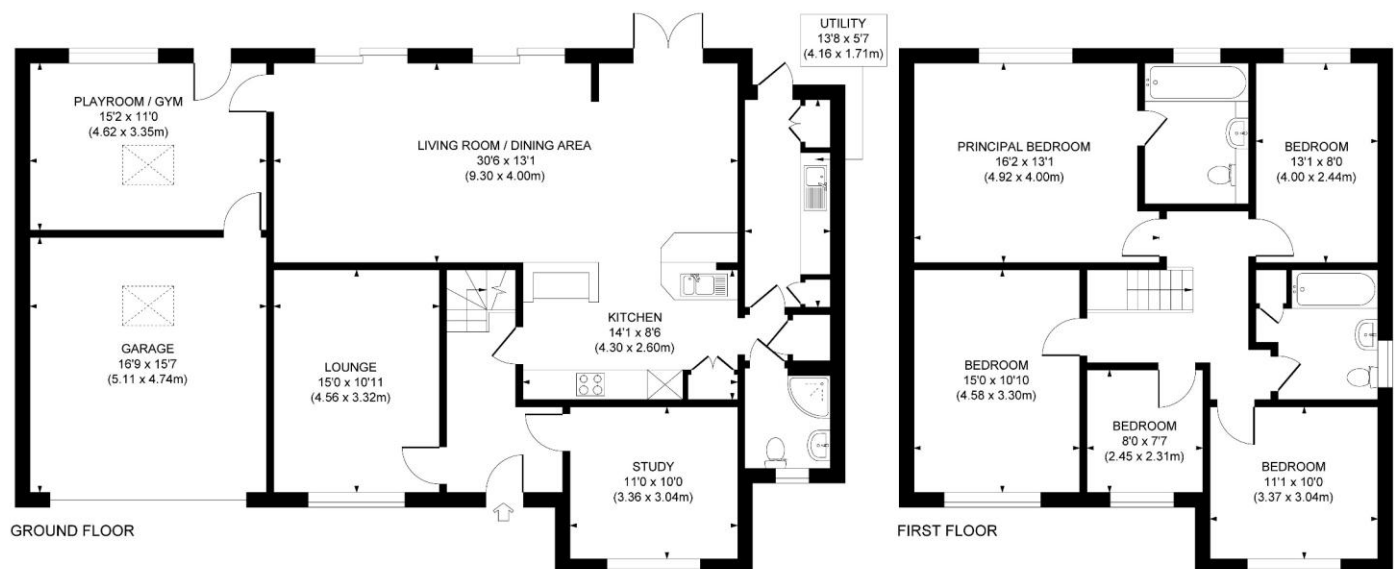 UTILITY
13'8 x 5'7
(4.16 x 1.71m)
PLAYROOM / GYM
15'2 x 11'0
(4.62 x 3.35m)
LIVING ROOM / DINING AREA
30'6 x 13'1
(9.30 x 4.00m)
GARAGE
16'9 x 15'7
(5.11 x 4.74m)
LOUNGE
15'0 x 10'11
(4.56 x 3.32m)
KITCHEN
14'1 x 8'6
(4.30 x 2.60m)
STUDY
11'0 x 10'0
(3.36 x 3.04m)
GROUND FLOOR
PRINCIPAL BEDROOM
16'2 x 13'1
(4.92 x 4.00m)
BEDROOM
13'1 x 8'0
(4.00 x 2.44m)
BEDROOM
15'0 x 10'10
(4.58 x 3.30m)
BEDROOM
8'0 x 7'7
(2.45 x 2.31m)
BEDROOM
11'1 x 10'0
(3.37 x 3.04m)
FIRST FLOOR